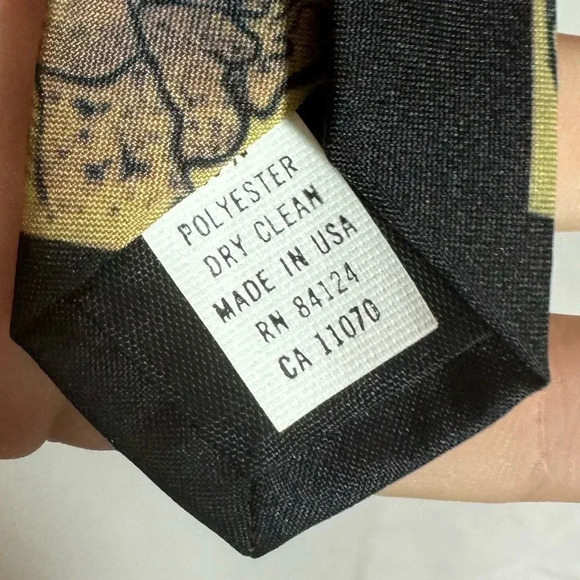 POLYESTER
DRY CLEAN
MADE IN USA
RN 84124
CA 11070